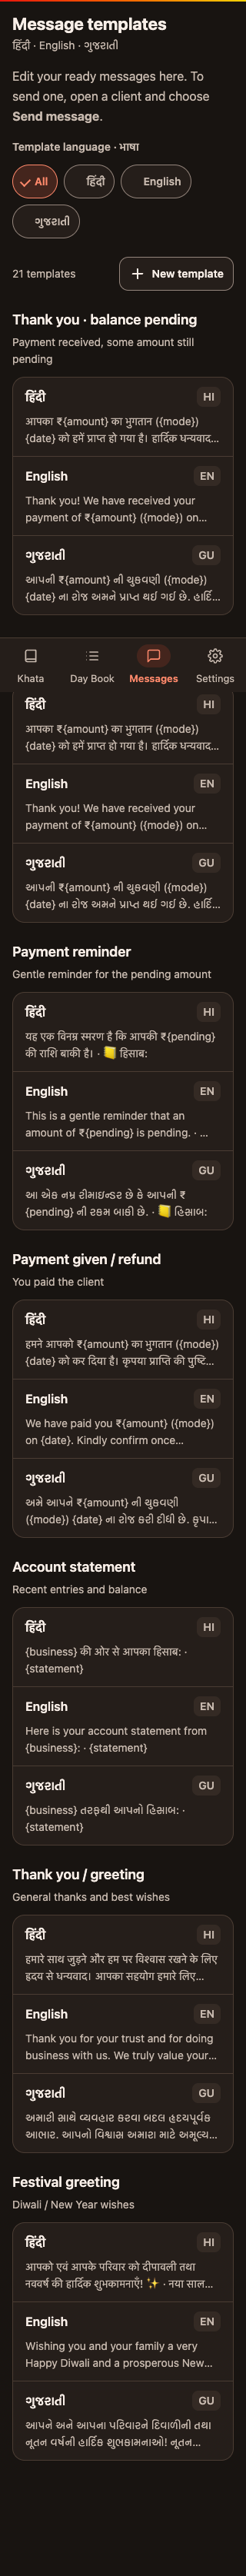 Message templates
हिंदी · English · ગુજરાતી
Edit your ready messages here. To
send one, open a client and choose
Send message.
Template language · भाषा
All
हिंदी
English
ગુજરાતી
21 templates
New template
Thank you · balance pending
Payment received, some amount still
pending
हिंदी HI
आपका ₹{amount} का भुगतान ({mode})
{date} को हमें प्राप्त हो गया है। हार्दिक धन्यवाद...
English EN
Thank you! We have received your
payment of ₹{amount} ({mode}) on...
ગુજરાતી GU
આપની ₹{amount} ની ચુકવણી ({mode})
{date} ના રોજ અમને પ્રાપ્ત થઈ ગઈ છે. હાર્દિ...
Khata
Day Book
Messages
Settings
हिंदी HI
आपका ₹{amount} का भुगतान ({mode})
{date} को हमें प्राप्त हो गया है। हार्दिक धन्यवाद...
English EN
Thank you! We have received your
payment of ₹{amount} ({mode}) on...
ગુજરાતી GU
આપની ₹{amount} ની ચુકવણી ({mode})
{date} ના રોજ અમને પ્રાપ્ત થઈ ગઈ છે. હાર્દિ...
Payment reminder
Gentle reminder for the pending amount
हिंदी HI
यह एक विनम्र स्मरण है कि आपकी ₹{pending}
की राशि बाकी है। · 📒 हिसाब:
English EN
This is a gentle reminder that an
amount of ₹{pending} is pending. · ...
ગુજરાતી GU
આ એક નમ્ર રીમાઇન્ડર છે કે આપની ₹
{pending} ની રકમ બાકી છે. · 📒 હિસાબ:
Payment given / refund
You paid the client
हिंदी HI
हमने आपको ₹{amount} का भुगतान ({mode})
{date} को कर दिया है। कृपया प्राप्ति की पुष्टि...
English EN
We have paid you ₹{amount} ({mode})
on {date}. Kindly confirm once...
ગુજરાતી GU
અમે આપને ₹{amount} ની ચુકવણી
({mode}) {date} ના રોજ કરી દીધી છે. કૃપા...
Account statement
Recent entries and balance
हिंदी HI
{business} की ओर से आपका हिसाब: ·
{statement}
English EN
Here is your account statement from
{business}: · {statement}
ગુજરાતી GU
{business} તરફથી આપનો હિસાબ: ·
{statement}
Thank you / greeting
General thanks and best wishes
हिंदी HI
हमारे साथ जुड़ने और हम पर विश्वास रखने के लिए
हृदय से धन्यवाद। आपका सहयोग हमारे लिए...
English EN
Thank you for your trust and for doing
business with us. We truly value your...
ગુજરાતી GU
અમારી સાથે વ્યવહાર કરવા બદલ હૃદયપૂર્વક
આભાર. આપનો વિશ્વાસ અમારા માટે અમૂલ્ય...
Festival greeting
Diwali / New Year wishes
हिंदी HI
आपको एवं आपके परिवार को दीपावली तथा
नववर्ष की हार्दिक शुभकामनाएँ! ✨ · नया साल...
English EN
Wishing you and your family a very
Happy Diwali and a prosperous New...
ગુજરાતી GU
આપને અને આપના પરિવારને દિવાળીની તથા
નૂતન વર્ષની હાર્દિક શુભકામનાઓ! નૂતન...